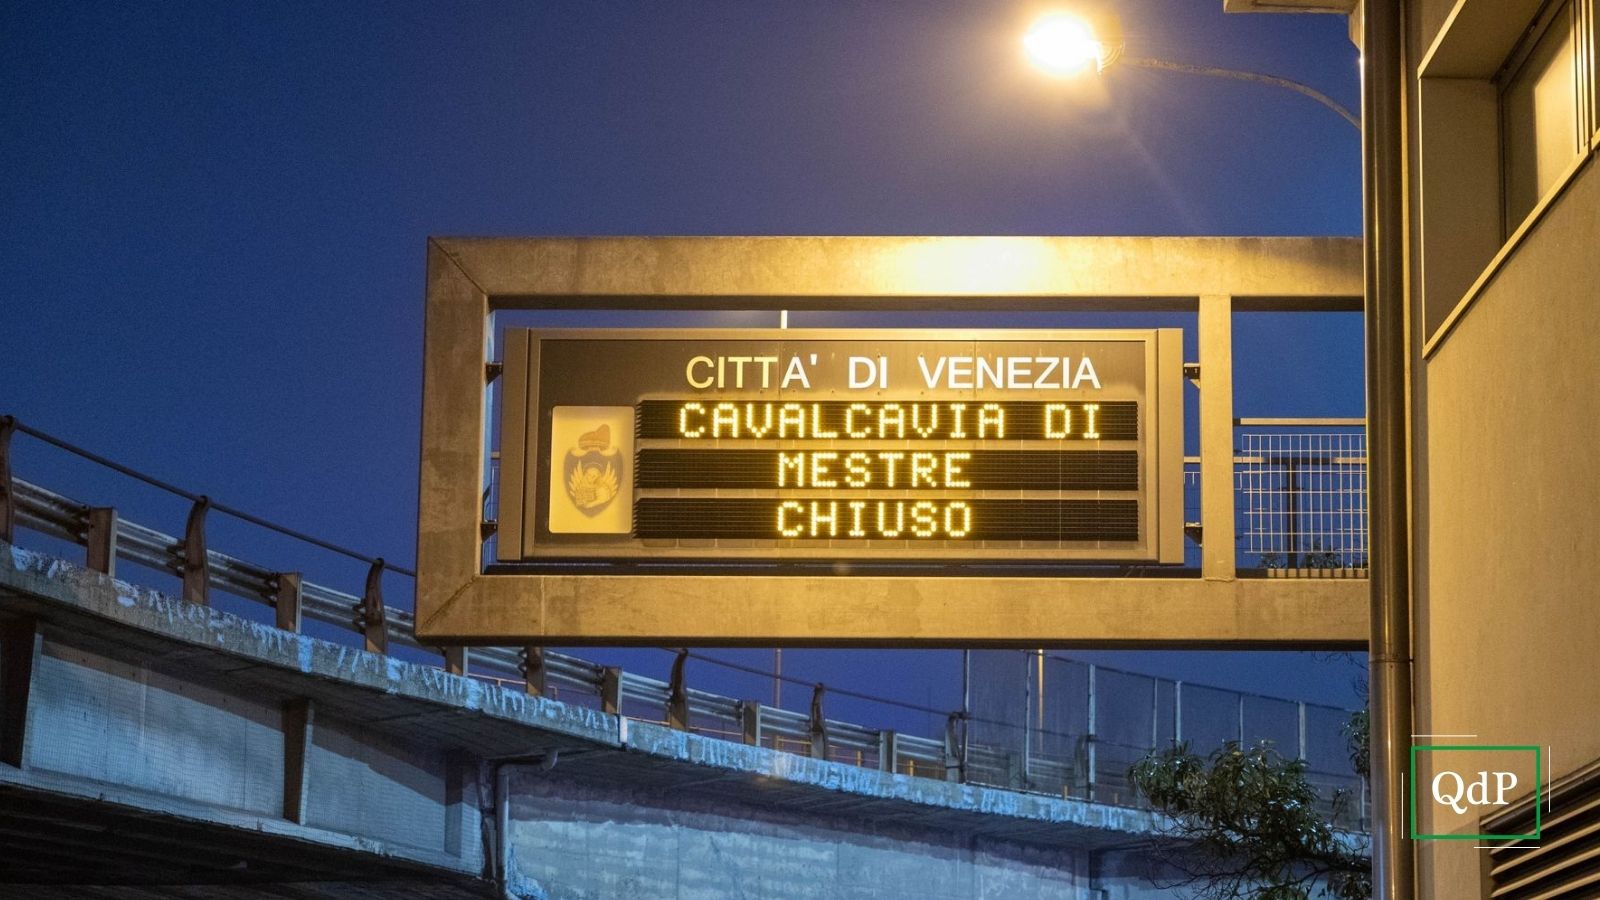 CITTA' DI VENEZIA
CAVALCAVIA DI
MESTRE
CHIUSO
QdP